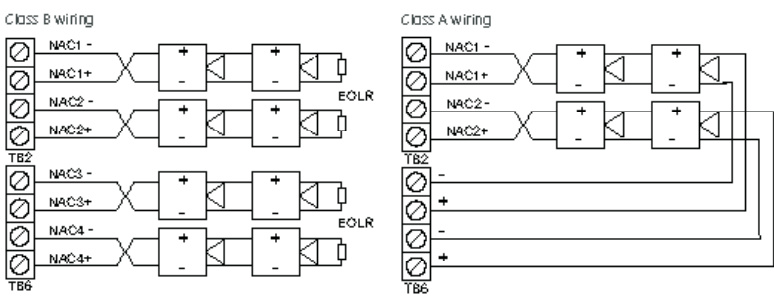 Class B wiring
NAC1 -
NAC1+
NAC2 -
NAC2+
TB2
+
-
+
-
+
-
+
-
EOLR
NAC3 -
NAC3+
NAC4 -
NAC4+
TB6
+
-
+
-
+
-
+
-
EOLR
Class A wiring
NAC1 -
NAC1+
NAC2 -
NAC2+
TB2
+
-
+
-
+
-
+
-
-
+
-
+
TB6